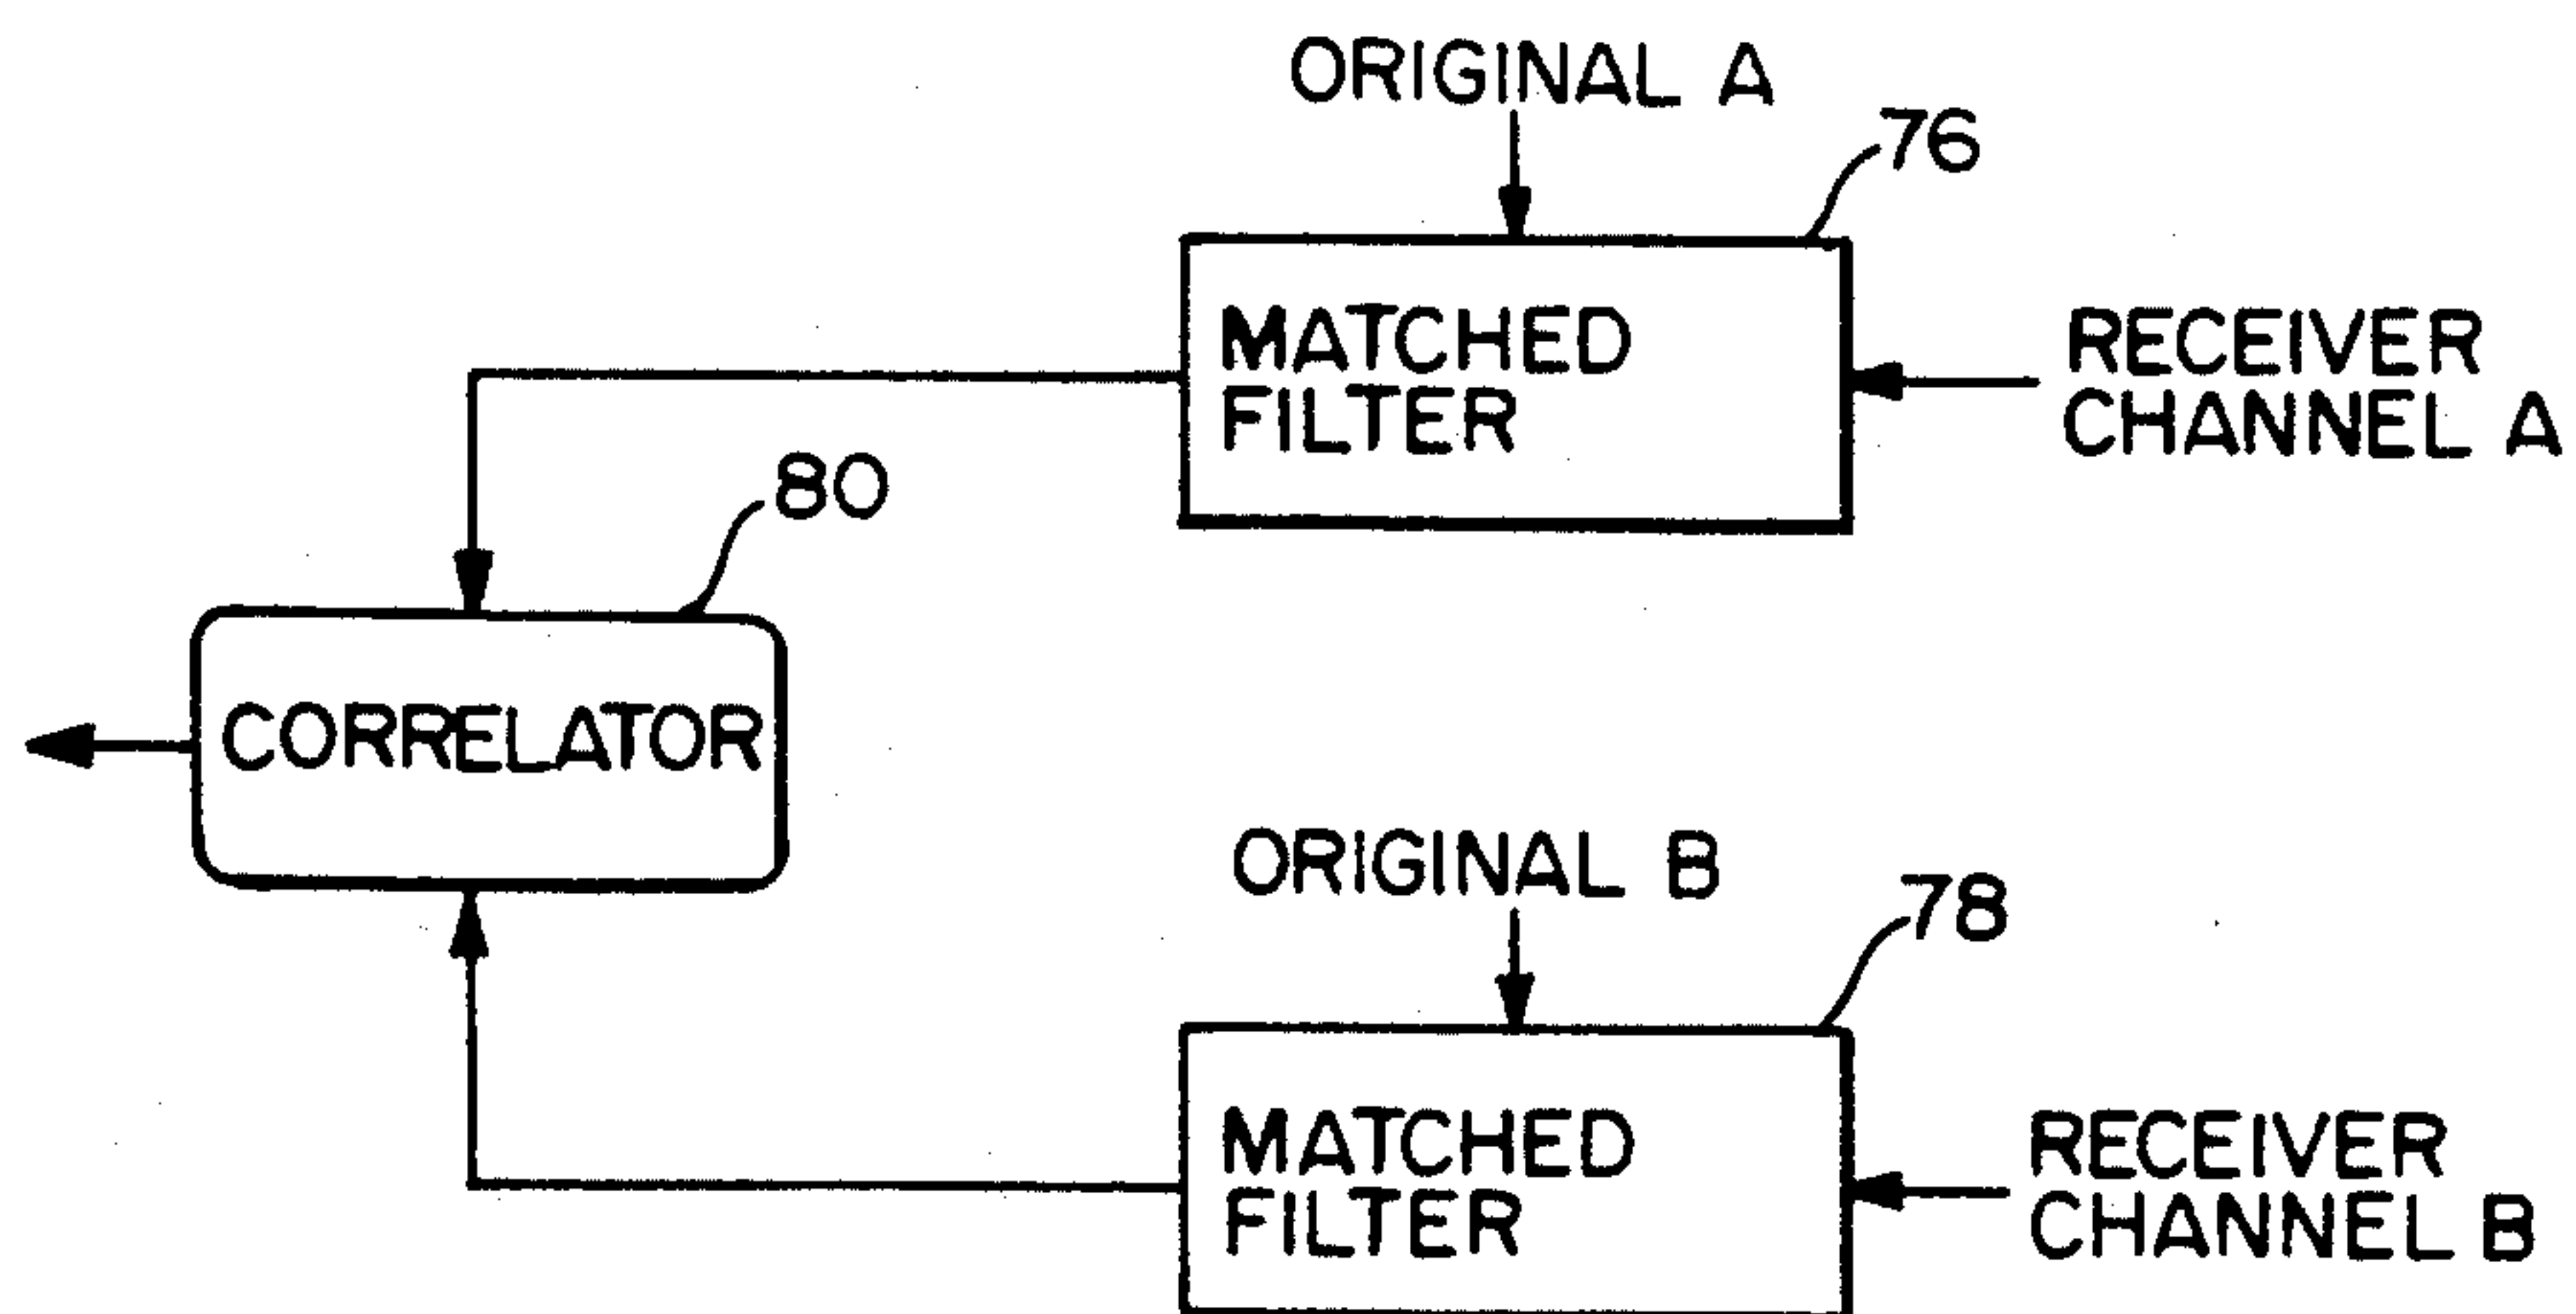 ORIGINAL A
76
MATCHED
FILTER
RECEIVER
CHANNEL A
80
CORRELATOR
ORIGINAL B
78
MATCHED
FILTER
RECEIVER
CHANNEL B